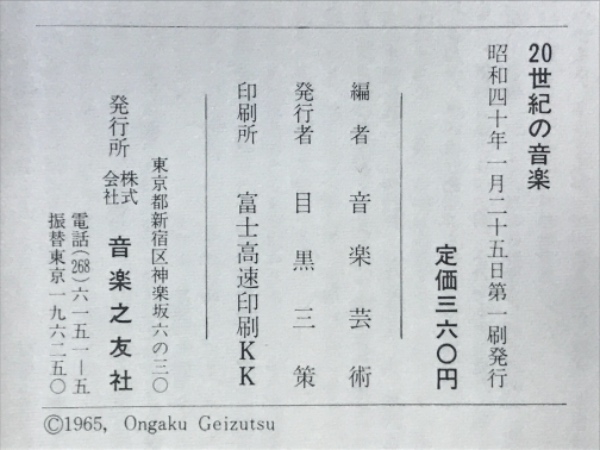 20世紀の音楽
昭和四十年一月二十五日第一刷発行
定価三六〇円
編者 音楽芸術
発行者 目黒三策
印刷所 富士高速印刷KK
東京都新宿区神楽坂六の三〇
発行所 株式会社 音楽之友社
電話(268)六一五一―五
振替東京一九六二五〇
©1965, Ongaku Geizutsu